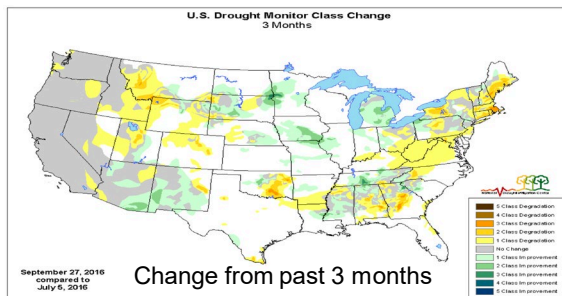 U.S. Drought Monitor Class Change
3 Months
5 Class Degradation
4 Class Degradation
3 Class Degradation
2 Class Degradation
1 Class Degradation
No Change
1 Class Improvement
2 Class Improvement
3 Class Improvement
4 Class Improvement
5 Class Improvement
September 27, 2016
compared to
July 5, 2016
Change from past 3 months